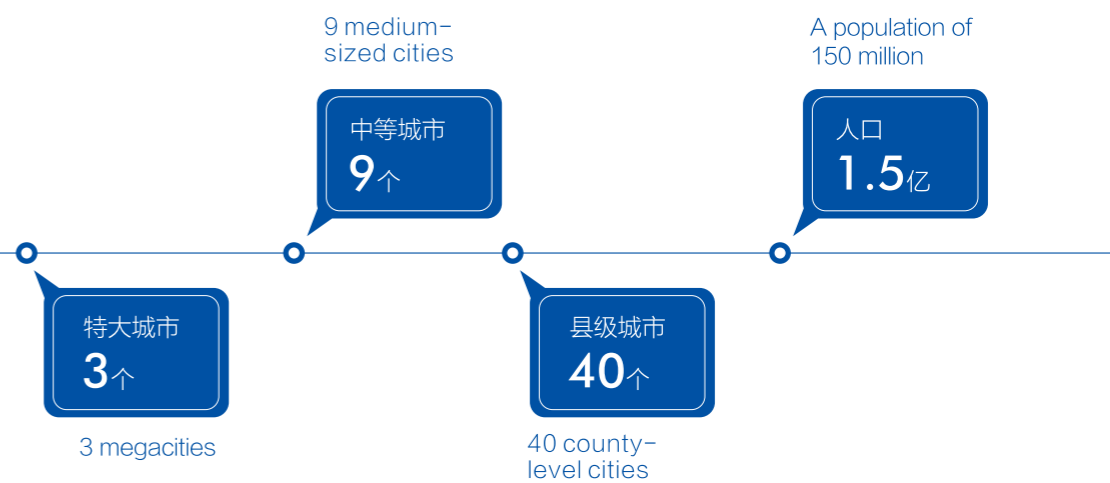 特大城市
3个
3 megacities
9 medium-
sized cities
中等城市
9个
县级城市
40个
40 county-
level cities
A population of
150 million
人口
1.5亿